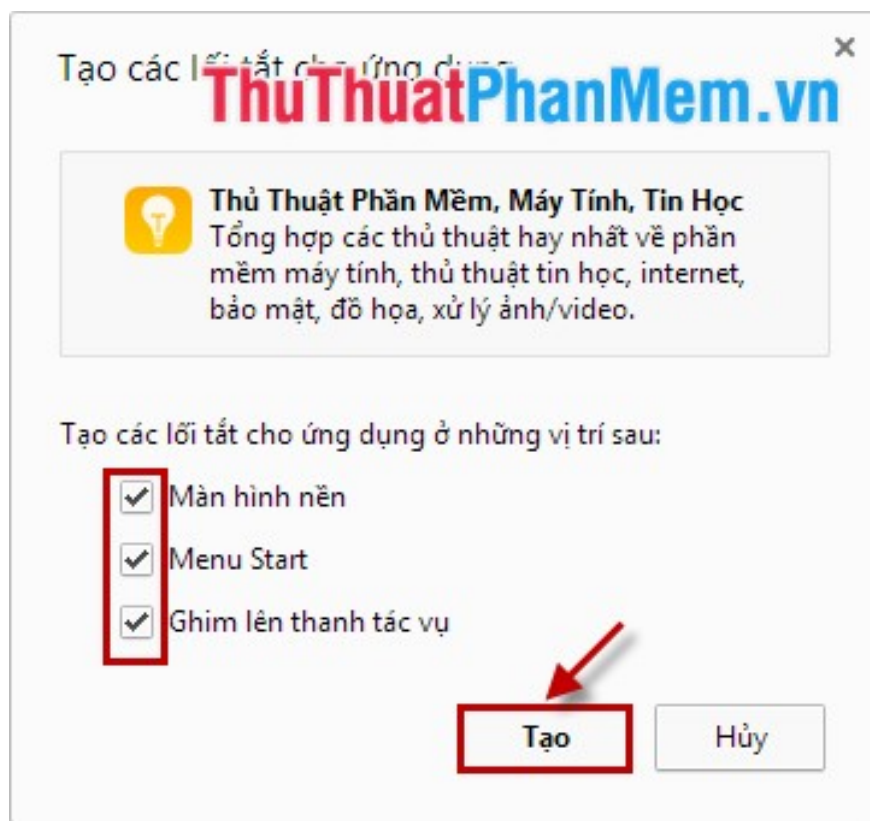 Tạo các lối tắt cho ứng dụng
ThuThuatPhanMem.vn
Thủ Thuật Phần Mềm, Máy Tính, Tin Học
Tổng hợp các thủ thuật hay nhất về phần
mềm máy tính, thủ thuật tin học, internet,
bảo mật, đồ họa, xử lý ảnh/video.
Tạo các lối tắt cho ứng dụng ở những vị trí sau:
Màn hình nền
Menu Start
Ghim lên thanh tác vụ
Tạo
Hủy